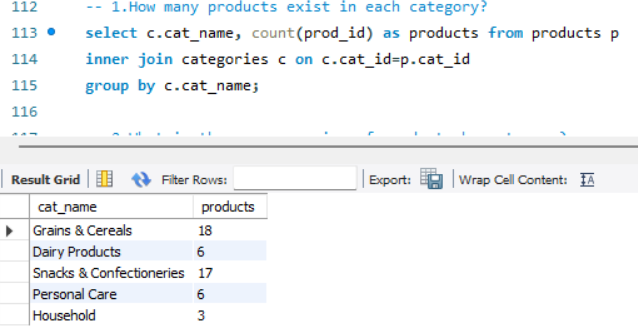 112 -- 1.How many products exist in each category?
113 select c.cat_name, count(prod_id) as products from products p
114 inner join categories c on c.cat_id=p.cat_id
115 group by c.cat_name;
116
Result Grid Filter Rows: Export: Wrap Cell Content:
cat_name products
Grains & Cereals 18
Dairy Products 6
Snacks & Confectioneries 17
Personal Care 6
Household 3